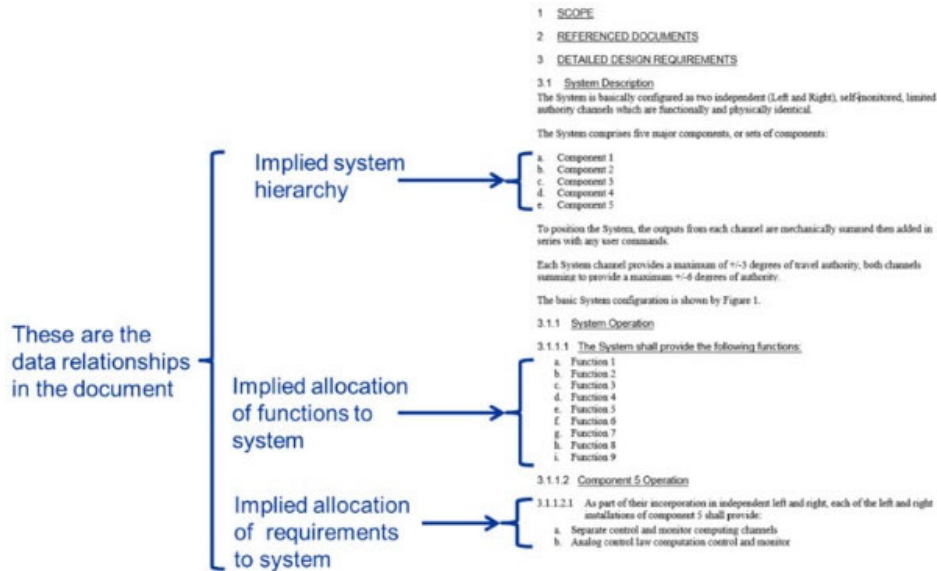 1 SCOPE
2 REFERENCED DOCUMENTS
3 DETAILED DESIGN REQUIREMENTS
3.1 System Description
The System is basically configured as two independent (Left and Right), self-monitored, limited
authority channels which are functionally and physically identical.
The System comprises five major components, or sets of components:
a. Component 1
b. Component 2
c. Component 3
d. Component 4
e. Component 5
To position the System, the outputs from each channel are mechanically summed then added in
series with any user commands.
Each System channel provides a maximum of +/-3 degrees of travel authority, both channels
summing to provide a maximum +/-6 degrees of authority.
The basic System configuration is shown by Figure 1.
3.1.1 System Operation
3.1.1.1 The System shall provide the following functions:
a. Function 1
b. Function 2
c. Function 3
d. Function 4
e. Function 5
f. Function 6
g. Function 7
h. Function 8
i. Function 9
3.1.1.2 Component 5 Operation
3.1.1.2.1 As part of their incorporation in independent left and right, each of the left and right
installations of component 5 shall provide:
a. Separate control and monitor computing channels
b. Analog control law computation control and monitor
These are the
data relationships
in the document
Implied system
hierarchy
Implied allocation
of functions to
system
Implied allocation
of requirements
to system